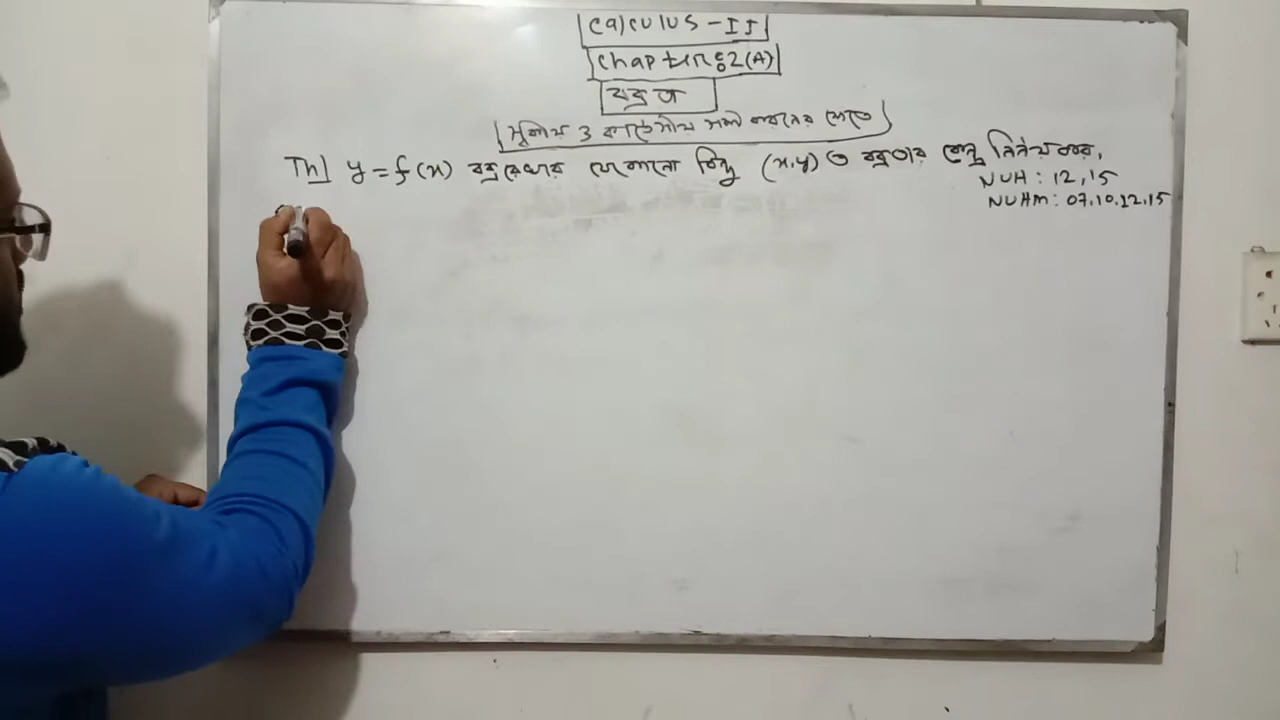 Calculus-II
Chapter: 2(A)
বক্রতা
মূলীয় ও কার্তেসীয় সমীকরণের ক্ষেত্রে
Th| y = f(x) বক্ররেখার যেকোনো বিন্দু (x,y) তে বক্রতার কেন্দ্র নির্ণয় কর,
NUH: 12,15
NUHM: 07,10,12,15